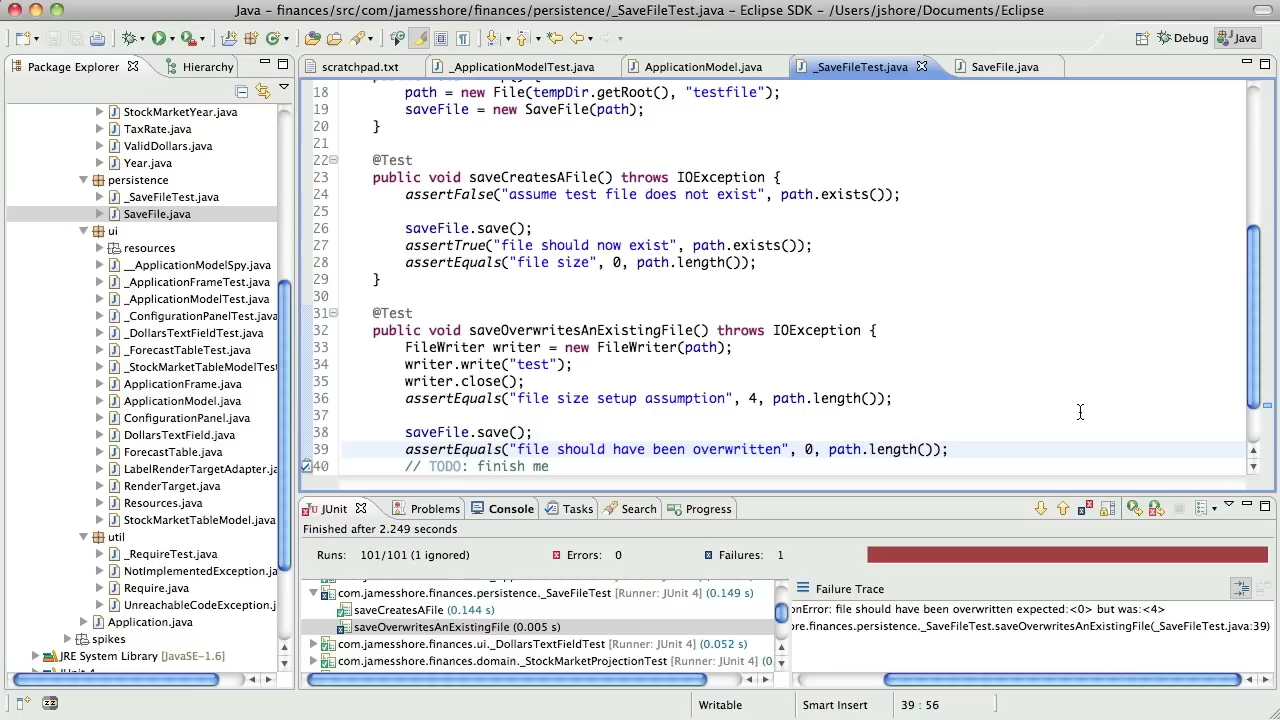 Java – finances/src/com/jamesshore/finances/persistence/_SaveFileTest.java – Eclipse SDK – /Users/jshore/Documents/Eclipse
Debug
Java
Package Explorer
Hierarchy
scratchpad.txt
_ApplicationModelTest.java
ApplicationModel.java
_SaveFileTest.java
SaveFile.java
StockMarketYear.java
TaxRate.java
ValidDollars.java
Year.java
persistence
_SaveFileTest.java
SaveFile.java
ui
resources
__ApplicationModelSpy.java
_ApplicationFrameTest.java
_ApplicationModelTest.java
_ConfigurationPanelTest.java
_DollarsTextFieldTest.java
_ForecastTableTest.java
_StockMarketTableModelTest
ApplicationFrame.java
ApplicationModel.java
ConfigurationPanel.java
DollarsTextField.java
ForecastTable.java
LabelRenderTargetAdapter.j
RenderTarget.java
Resources.java
StockMarketTableModel.java
util
_RequireTest.java
NotImplementedException.ja
Require.java
UnreachableCodeException.j
Application.java
spikes
JRE System Library [JavaSE-1.6]
18 path = new File(tempDir.getRoot(), "testfile");
19 saveFile = new SaveFile(path);
20 }
21
22 @Test
23 public void saveCreatesAFile() throws IOException {
24 assertFalse("assume test file does not exist", path.exists());
25
26 saveFile.save();
27 assertTrue("file should now exist", path.exists());
28 assertEquals("file size", 0, path.length());
29 }
30
31 @Test
32 public void saveOverwritesAnExistingFile() throws IOException {
33 FileWriter writer = new FileWriter(path);
34 writer.write("test");
35 writer.close();
36 assertEquals("file size setup assumption", 4, path.length());
37
38 saveFile.save();
39 assertEquals("file should have been overwritten", 0, path.length());
40 // TODO: finish me
JUnit
Problems
Console
Tasks
Search
Progress
Finished after 2.249 seconds
Runs: 101/101 (1 ignored)
Errors: 0
Failures: 1
com.jamesshore.finances.persistence._SaveFileTest [Runner: JUnit 4] (0.149 s)
saveCreatesAFile (0.144 s)
saveOverwritesAnExistingFile (0.005 s)
com.jamesshore.finances.ui._DollarsTextFieldTest [Runner: JUnit 4] (0.052 s)
com.jamesshore.finances.domain._StockMarketProjectionTest [Runner: JUnit 4] (0
Failure Trace
onError: file should have been overwritten expected:<0> but was:<4>
ore.finances.persistence._SaveFileTest.saveOverwritesAnExistingFile(_SaveFileTest.java:39)
Writable
Smart Insert
39 : 56